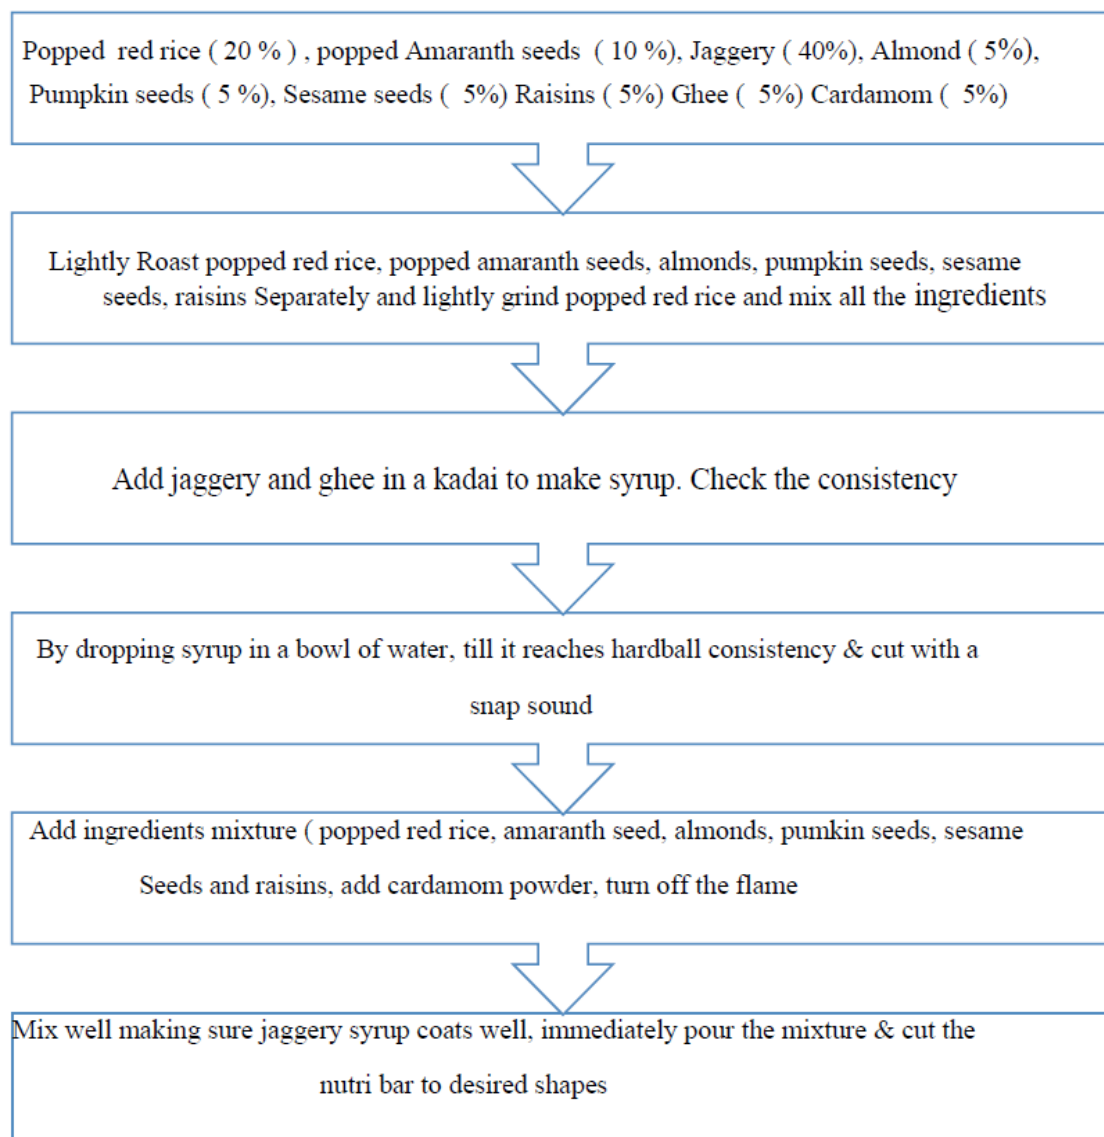 Popped red rice ( 20 % ) , popped Amaranth seeds ( 10 %), Jaggery ( 40%), Almond ( 5%),
Pumpkin seeds ( 5 %), Sesame seeds ( 5%) Raisins ( 5%) Ghee ( 5%) Cardamom ( 5%)
Lightly Roast popped red rice, popped amaranth seeds, almonds, pumpkin seeds, sesame
seeds, raisins Separately and lightly grind popped red rice and mix all the ingredients
Add jaggery and ghee in a kadai to make syrup. Check the consistency
By dropping syrup in a bowl of water, till it reaches hardball consistency & cut with a
snap sound
Add ingredients mixture ( popped red rice, amaranth seed, almonds, pumkin seeds, sesame
Seeds and raisins, add cardamom powder, turn off the flame
Mix well making sure jaggery syrup coats well, immediately pour the mixture & cut the
nutri bar to desired shapes